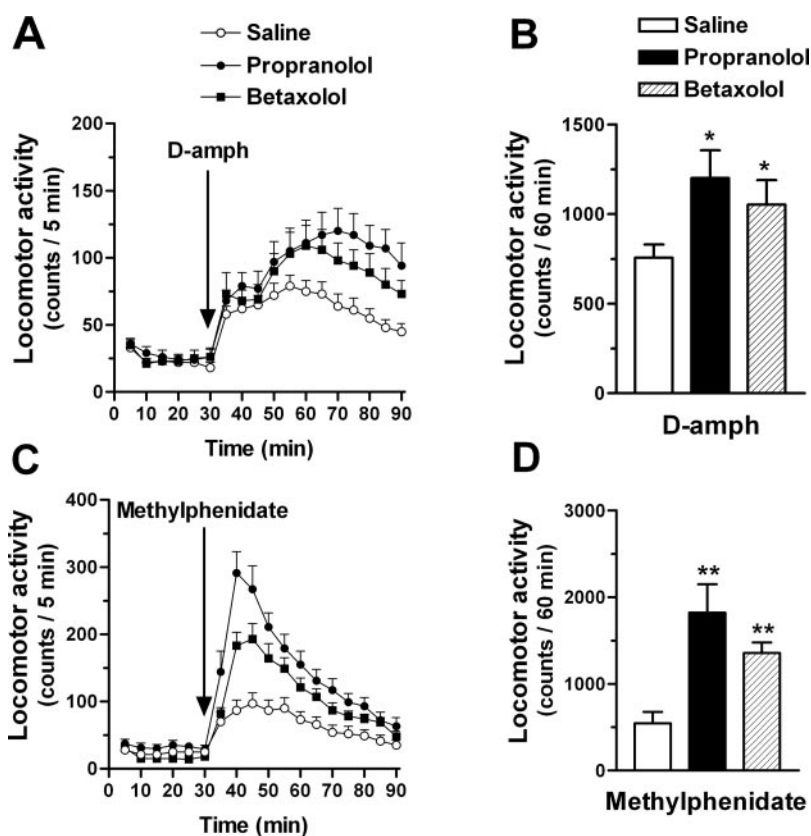 A
Saline
Propranolol
Betaxolol
Locomotor activity
(counts / 5 min)
200
150
100
50
0
D-amph
0 10 20 30 40 50 60 70 80 90
Time (min)
B
Saline
Propranolol
Betaxolol
Locomotor activity
(counts / 60 min)
1500
1250
1000
750
500
250
0
* *
D-amph
C
Locomotor activity
(counts / 5 min)
400
300
200
100
0
Methylphenidate
0 10 20 30 40 50 60 70 80 90
Time (min)
D
Locomotor activity
(counts / 60 min)
3000
2000
1000
0
** **
Methylphenidate